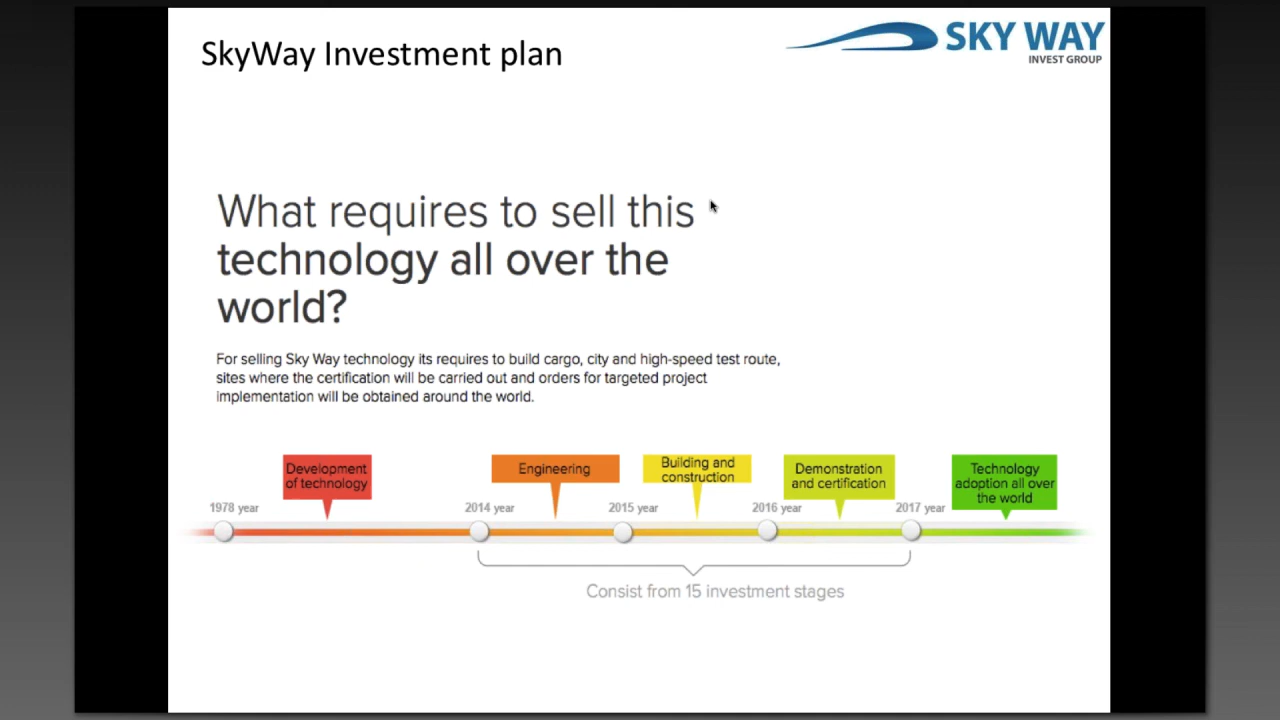 SkyWay Investment plan
SKY WAY
INVEST GROUP
What requires to sell this
technology all over the
world?
For selling Sky Way technology its requires to build cargo, city and high-speed test route,
sites where the certification will be carried out and orders for targeted project
implementation will be obtained around the world.
Development
of technology
Engineering
Building and
construction
Demonstration
and certification
Technology
adoption all over
the world
1978 year
2014 year
2015 year
2016 year
2017 year
Consist from 15 investment stages